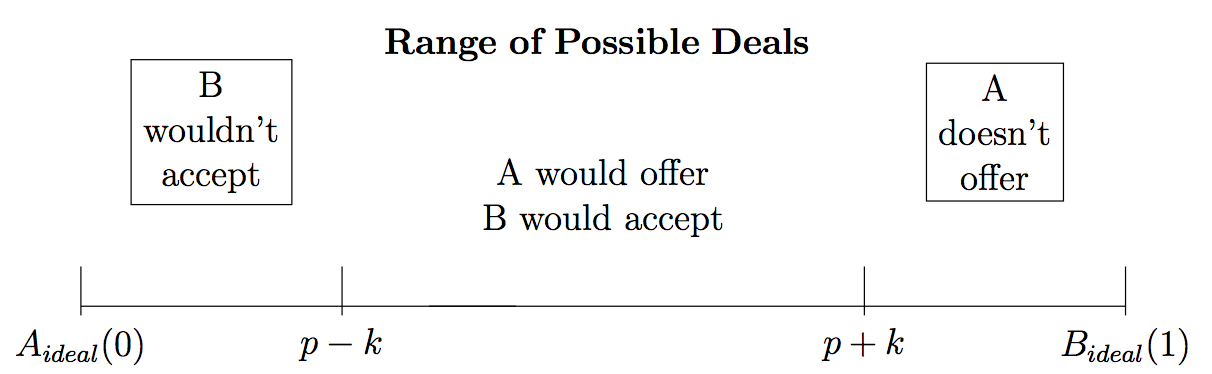 Range of Possible Deals
B
wouldn't
accept
A would offer
B would accept
A
doesn't
offer
A_{ideal}(0)
p − k
p + k
B_{ideal}(1)